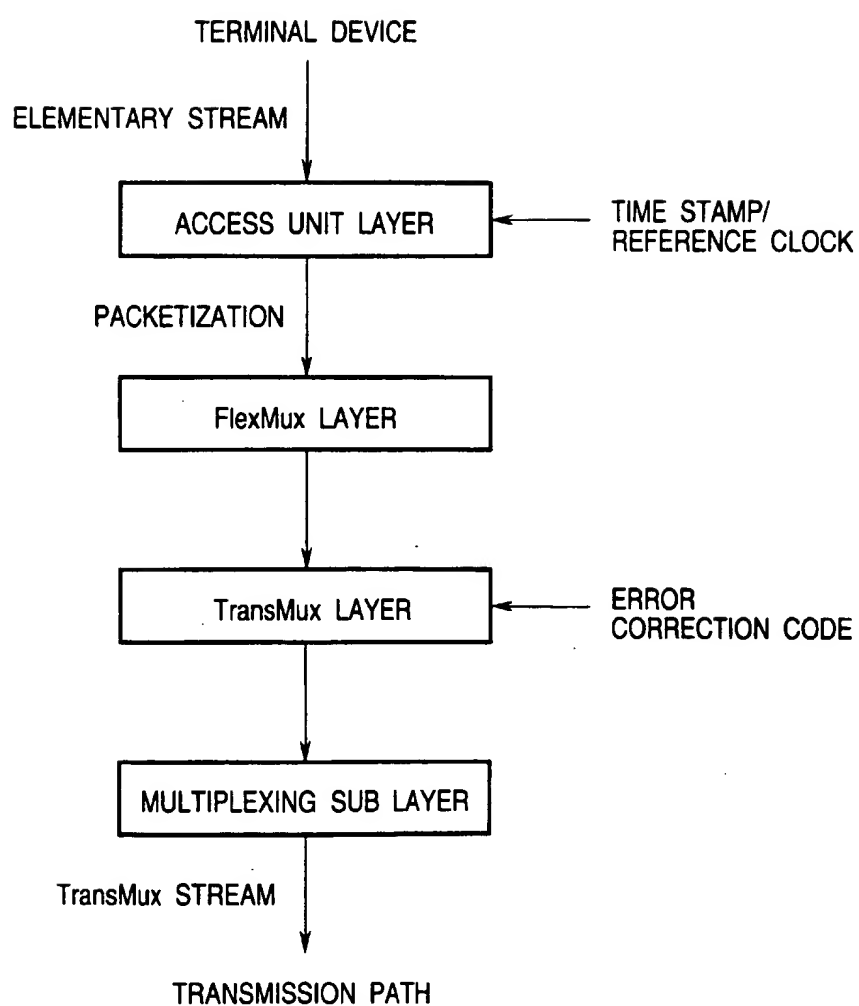 TERMINAL DEVICE
ELEMENTARY STREAM
ACCESS UNIT LAYER
TIME STAMP/
REFERENCE CLOCK
PACKETIZATION
FlexMux LAYER
TransMux LAYER
ERROR
CORRECTION CODE
MULTIPLEXING SUB LAYER
TransMux STREAM
TRANSMISSION PATH